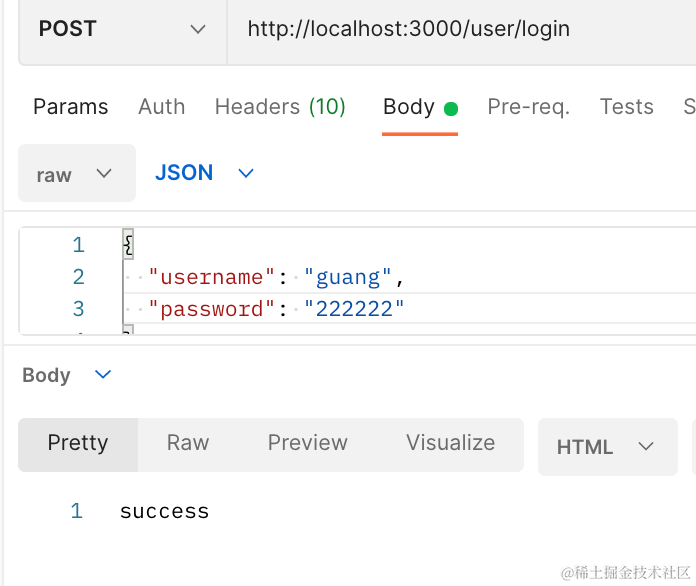 POST http://localhost:3000/user/login
Params Auth Headers (10) Body Pre-req. Tests S
raw JSON
1 {
2 "username": "guang",
3 "password": "222222"
}
Body
Pretty Raw Preview Visualize HTML
1 success
@稀土掘金技术社区